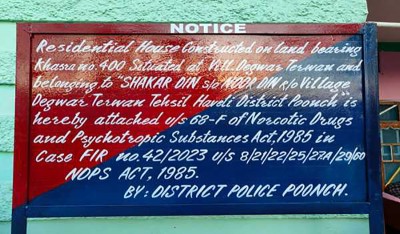 NOTICE
Residential House Constructed on land bearing
Khasra no. 400 Situated at Vill. Degwar Terwan and
belonging to "SHAKAR DIN S/o NOOR DIN R/o Village
Degwar Terwan Tehsil Haveli District Poonch is
hereby attached u/s 68-F of Norcotic Drugs
and Psychotropic Substances Act, 1985 in
Case FIR no. 42/2023 U/S 8/21/22/25/27A/29/60
NDPS ACT, 1985.
BY: DISTRICT POLICE POONCH.